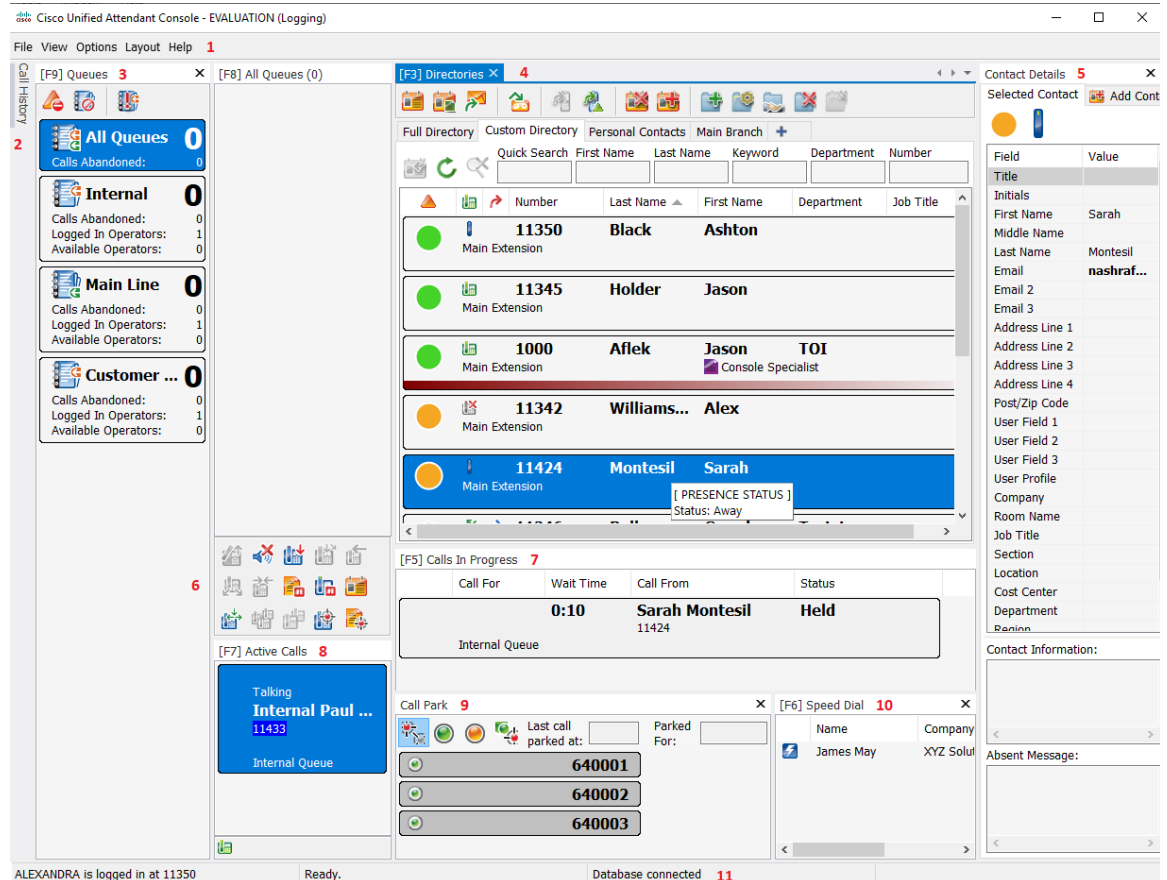 cisco Cisco Unified Attendant Console - EVALUATION (Logging)
File View Options Layout Help 1
Call History
2
[F9] Queues 3
All Queues 0
Calls Abandoned: 0
Internal 0
Calls Abandoned: 0
Logged In Operators: 1
Available Operators: 0
Main Line 0
Calls Abandoned: 0
Logged In Operators: 1
Available Operators: 0
Customer ... 0
Calls Abandoned: 0
Logged In Operators: 1
Available Operators: 0
[F8] All Queues (0)
6
[F7] Active Calls 8
Talking
Internal Paul ...
11433
Internal Queue
[F3] Directories 4
Full Directory Custom Directory Personal Contacts Main Branch
Quick Search First Name Last Name Keyword Department Number
Number Last Name First Name Department Job Title
11350 Black Ashton
Main Extension
11345 Holder Jason
Main Extension
1000 Aflek Jason TOI
Main Extension Console Specialist
11342 Williams... Alex
Main Extension
11424 Montesil Sarah
Main Extension
[ PRESENCE STATUS ]
Status: Away
[F5] Calls In Progress 7
Call For Wait Time Call From Status
0:10 Sarah Montesil Held
11424
Internal Queue
Call Park 9
Last call parked at: Parked For:
640001
640002
640003
[F6] Speed Dial 10
Name Company
James May XYZ Solut
Contact Details 5
Selected Contact Add Cont
Field Value
Title
Initials
First Name Sarah
Middle Name
Last Name Montesil
Email nashraf...
Email 2
Email 3
Address Line 1
Address Line 2
Address Line 3
Address Line 4
Post/Zip Code
User Field 1
User Field 2
User Field 3
User Profile
Company
Room Name
Job Title
Section
Location
Cost Center
Department
Region
Contact Information:
Absent Message:
ALEXANDRA is logged in at 11350 Ready. Database connected 11